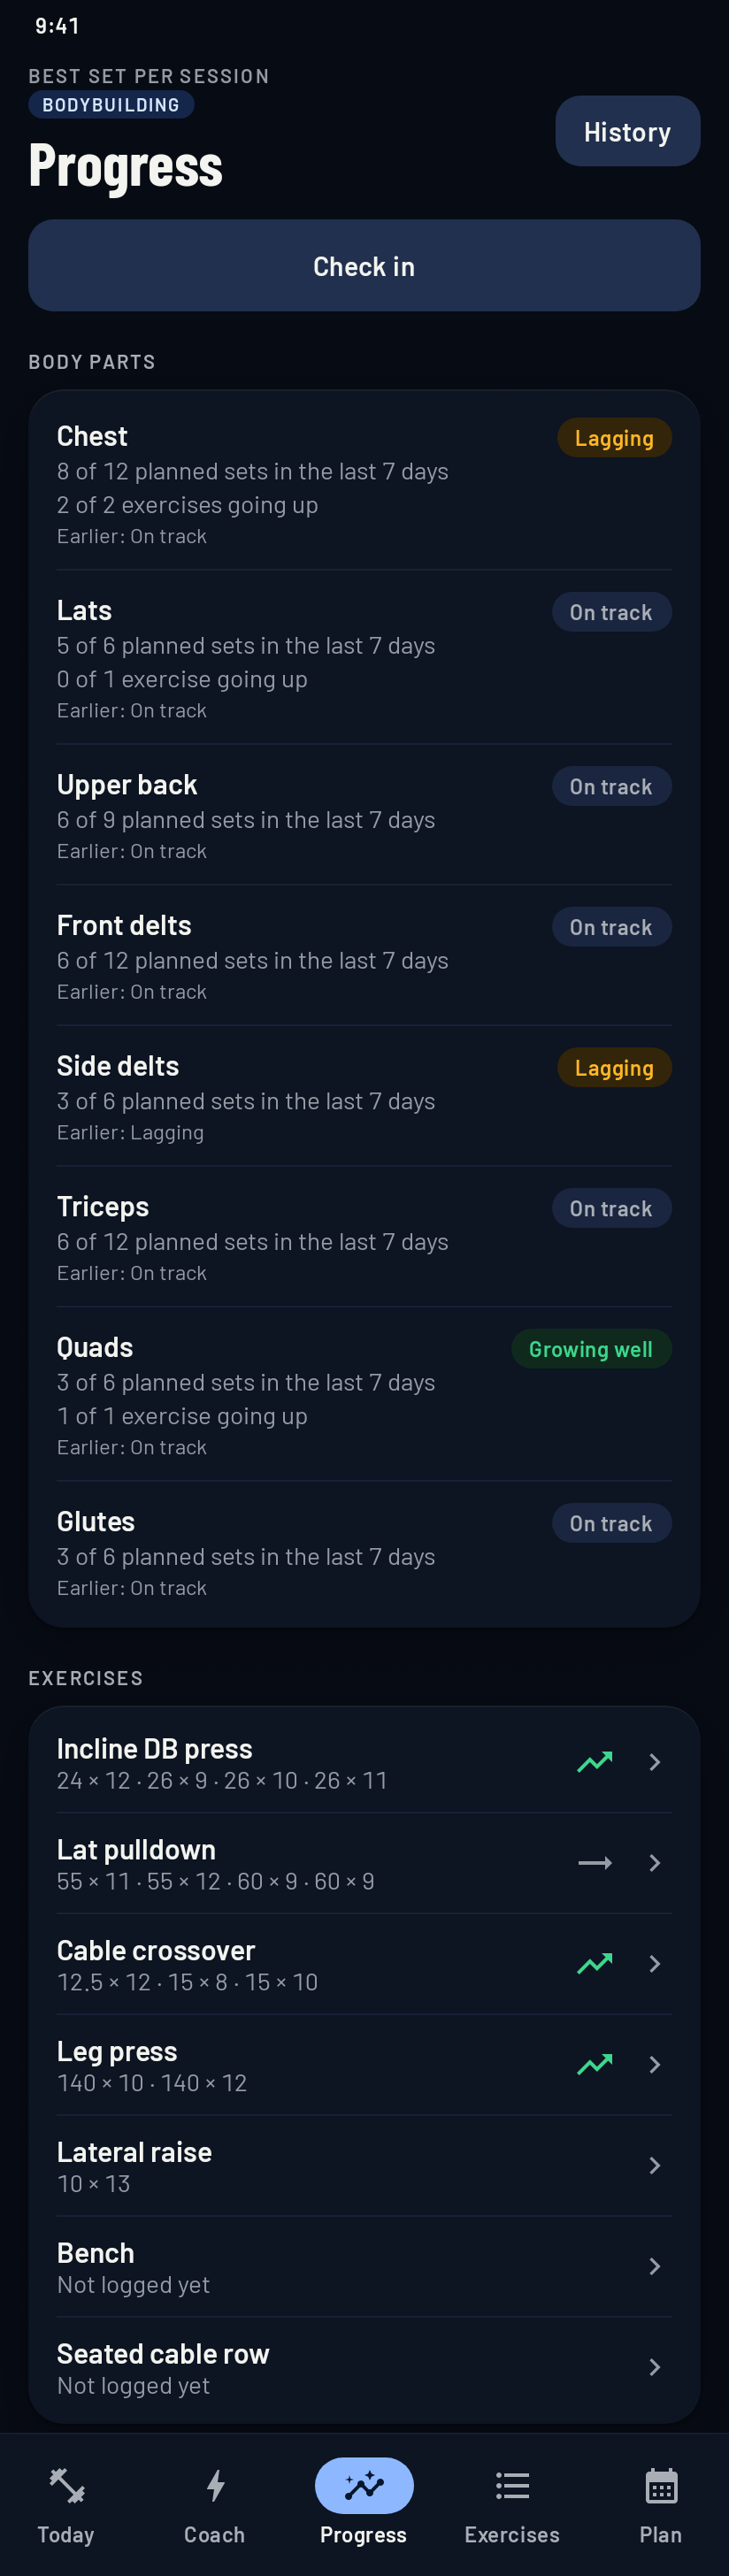 9:41
BEST SET PER SESSION
BODYBUILDING
Progress
History
Check in
BODY PARTS
Chest
Lagging
8 of 12 planned sets in the last 7 days
2 of 2 exercises going up
Earlier: On track
Lats
On track
5 of 6 planned sets in the last 7 days
0 of 1 exercise going up
Earlier: On track
Upper back
On track
6 of 9 planned sets in the last 7 days
Earlier: On track
Front delts
On track
6 of 12 planned sets in the last 7 days
Earlier: On track
Side delts
Lagging
3 of 6 planned sets in the last 7 days
Earlier: Lagging
Triceps
On track
6 of 12 planned sets in the last 7 days
Earlier: On track
Quads
Growing well
3 of 6 planned sets in the last 7 days
1 of 1 exercise going up
Earlier: On track
Glutes
On track
3 of 6 planned sets in the last 7 days
Earlier: On track
EXERCISES
Incline DB press
24 × 12 · 26 × 9 · 26 × 10 · 26 × 11
Lat pulldown
55 × 11 · 55 × 12 · 60 × 9 · 60 × 9
Cable crossover
12.5 × 12 · 15 × 8 · 15 × 10
Leg press
140 × 10 · 140 × 12
Lateral raise
10 × 13
Bench
Not logged yet
Seated cable row
Not logged yet
Today
Coach
Progress
Exercises
Plan